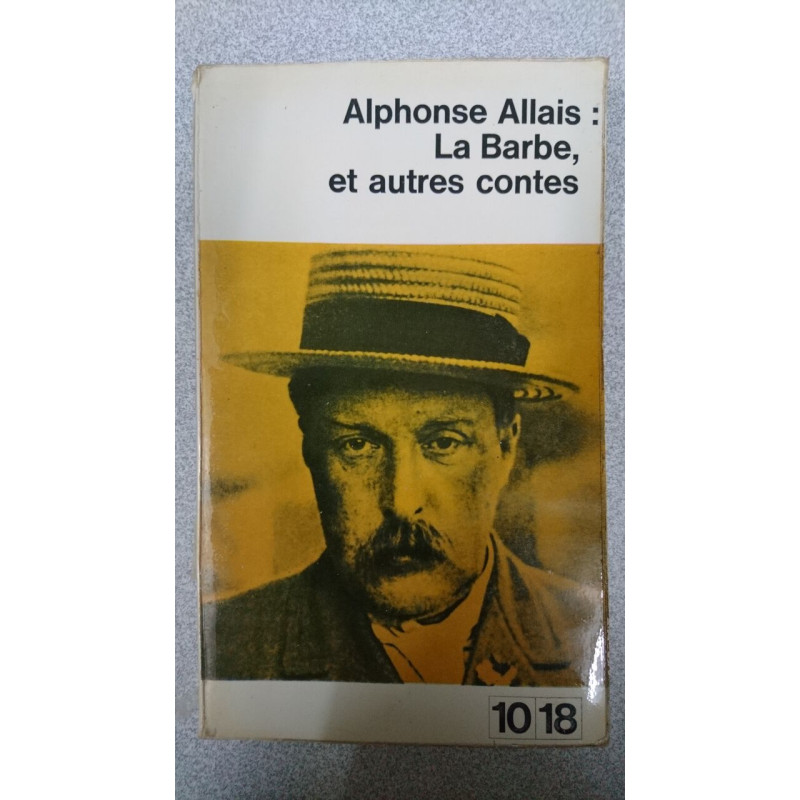 Alphonse Allais :
La Barbe,
et autres contes
10 18